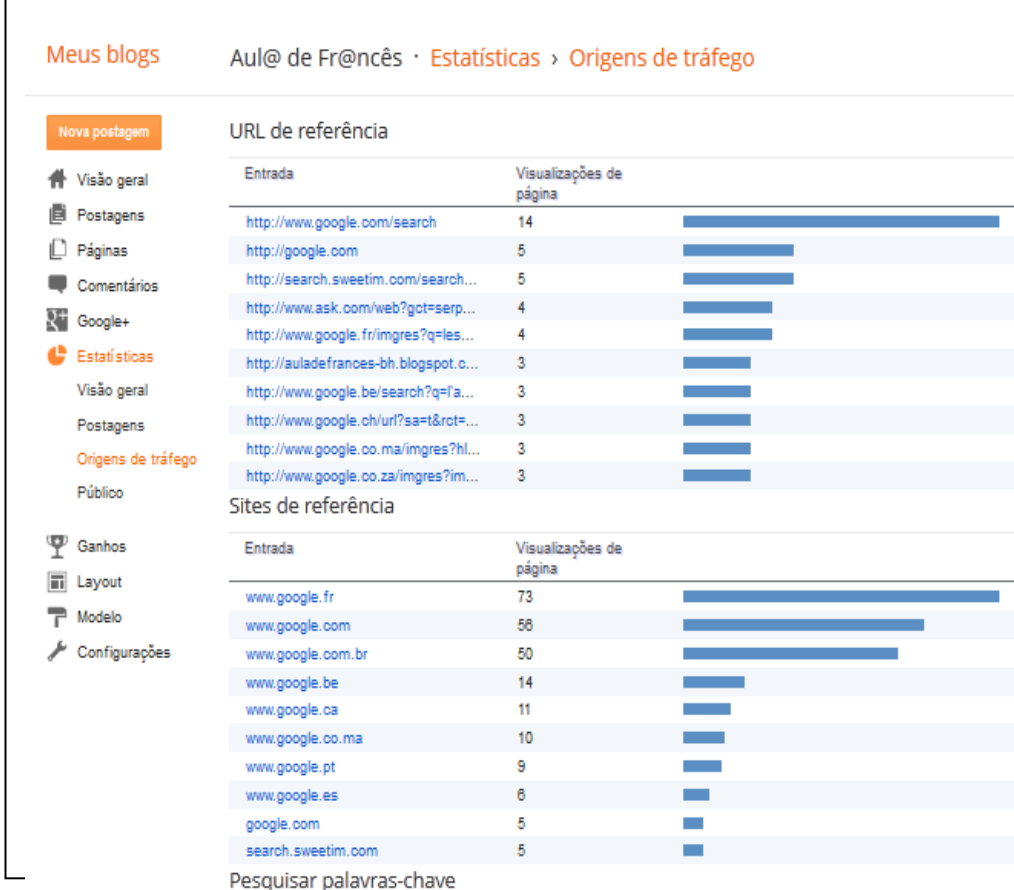 Meus blogs
Aul@ de Fr@ncês · Estatísticas › Origens de tráfego
Nova postagem
Visão geral
Postagens
Páginas
Comentários
Google+
Estatísticas
Visão geral
Postagens
Origens de tráfego
Público
Ganhos
Layout
Modelo
Configurações
URL de referência
Entrada Visualizações de
página
http://www.google.com/search 14
http://google.com 5
http://search.sweetim.com/search... 5
http://www.ask.com/web?gct=serp... 4
http://www.google.fr/imgres?q=les... 4
http://auladefrances-bh.blogspot.c... 3
http://www.google.be/search?q=l'a... 3
http://www.google.ch/url?sa=t&rct=... 3
http://www.google.co.ma/imgres?hl... 3
http://www.google.co.za/imgres?im... 3
Sites de referência
Entrada Visualizações de
página
www.google.fr 73
www.google.com 56
www.google.com.br 50
www.google.be 14
www.google.ca 11
www.google.co.ma 10
www.google.pt 9
www.google.es 6
google.com 5
search.sweetim.com 5
Pesquisar palavras-chave